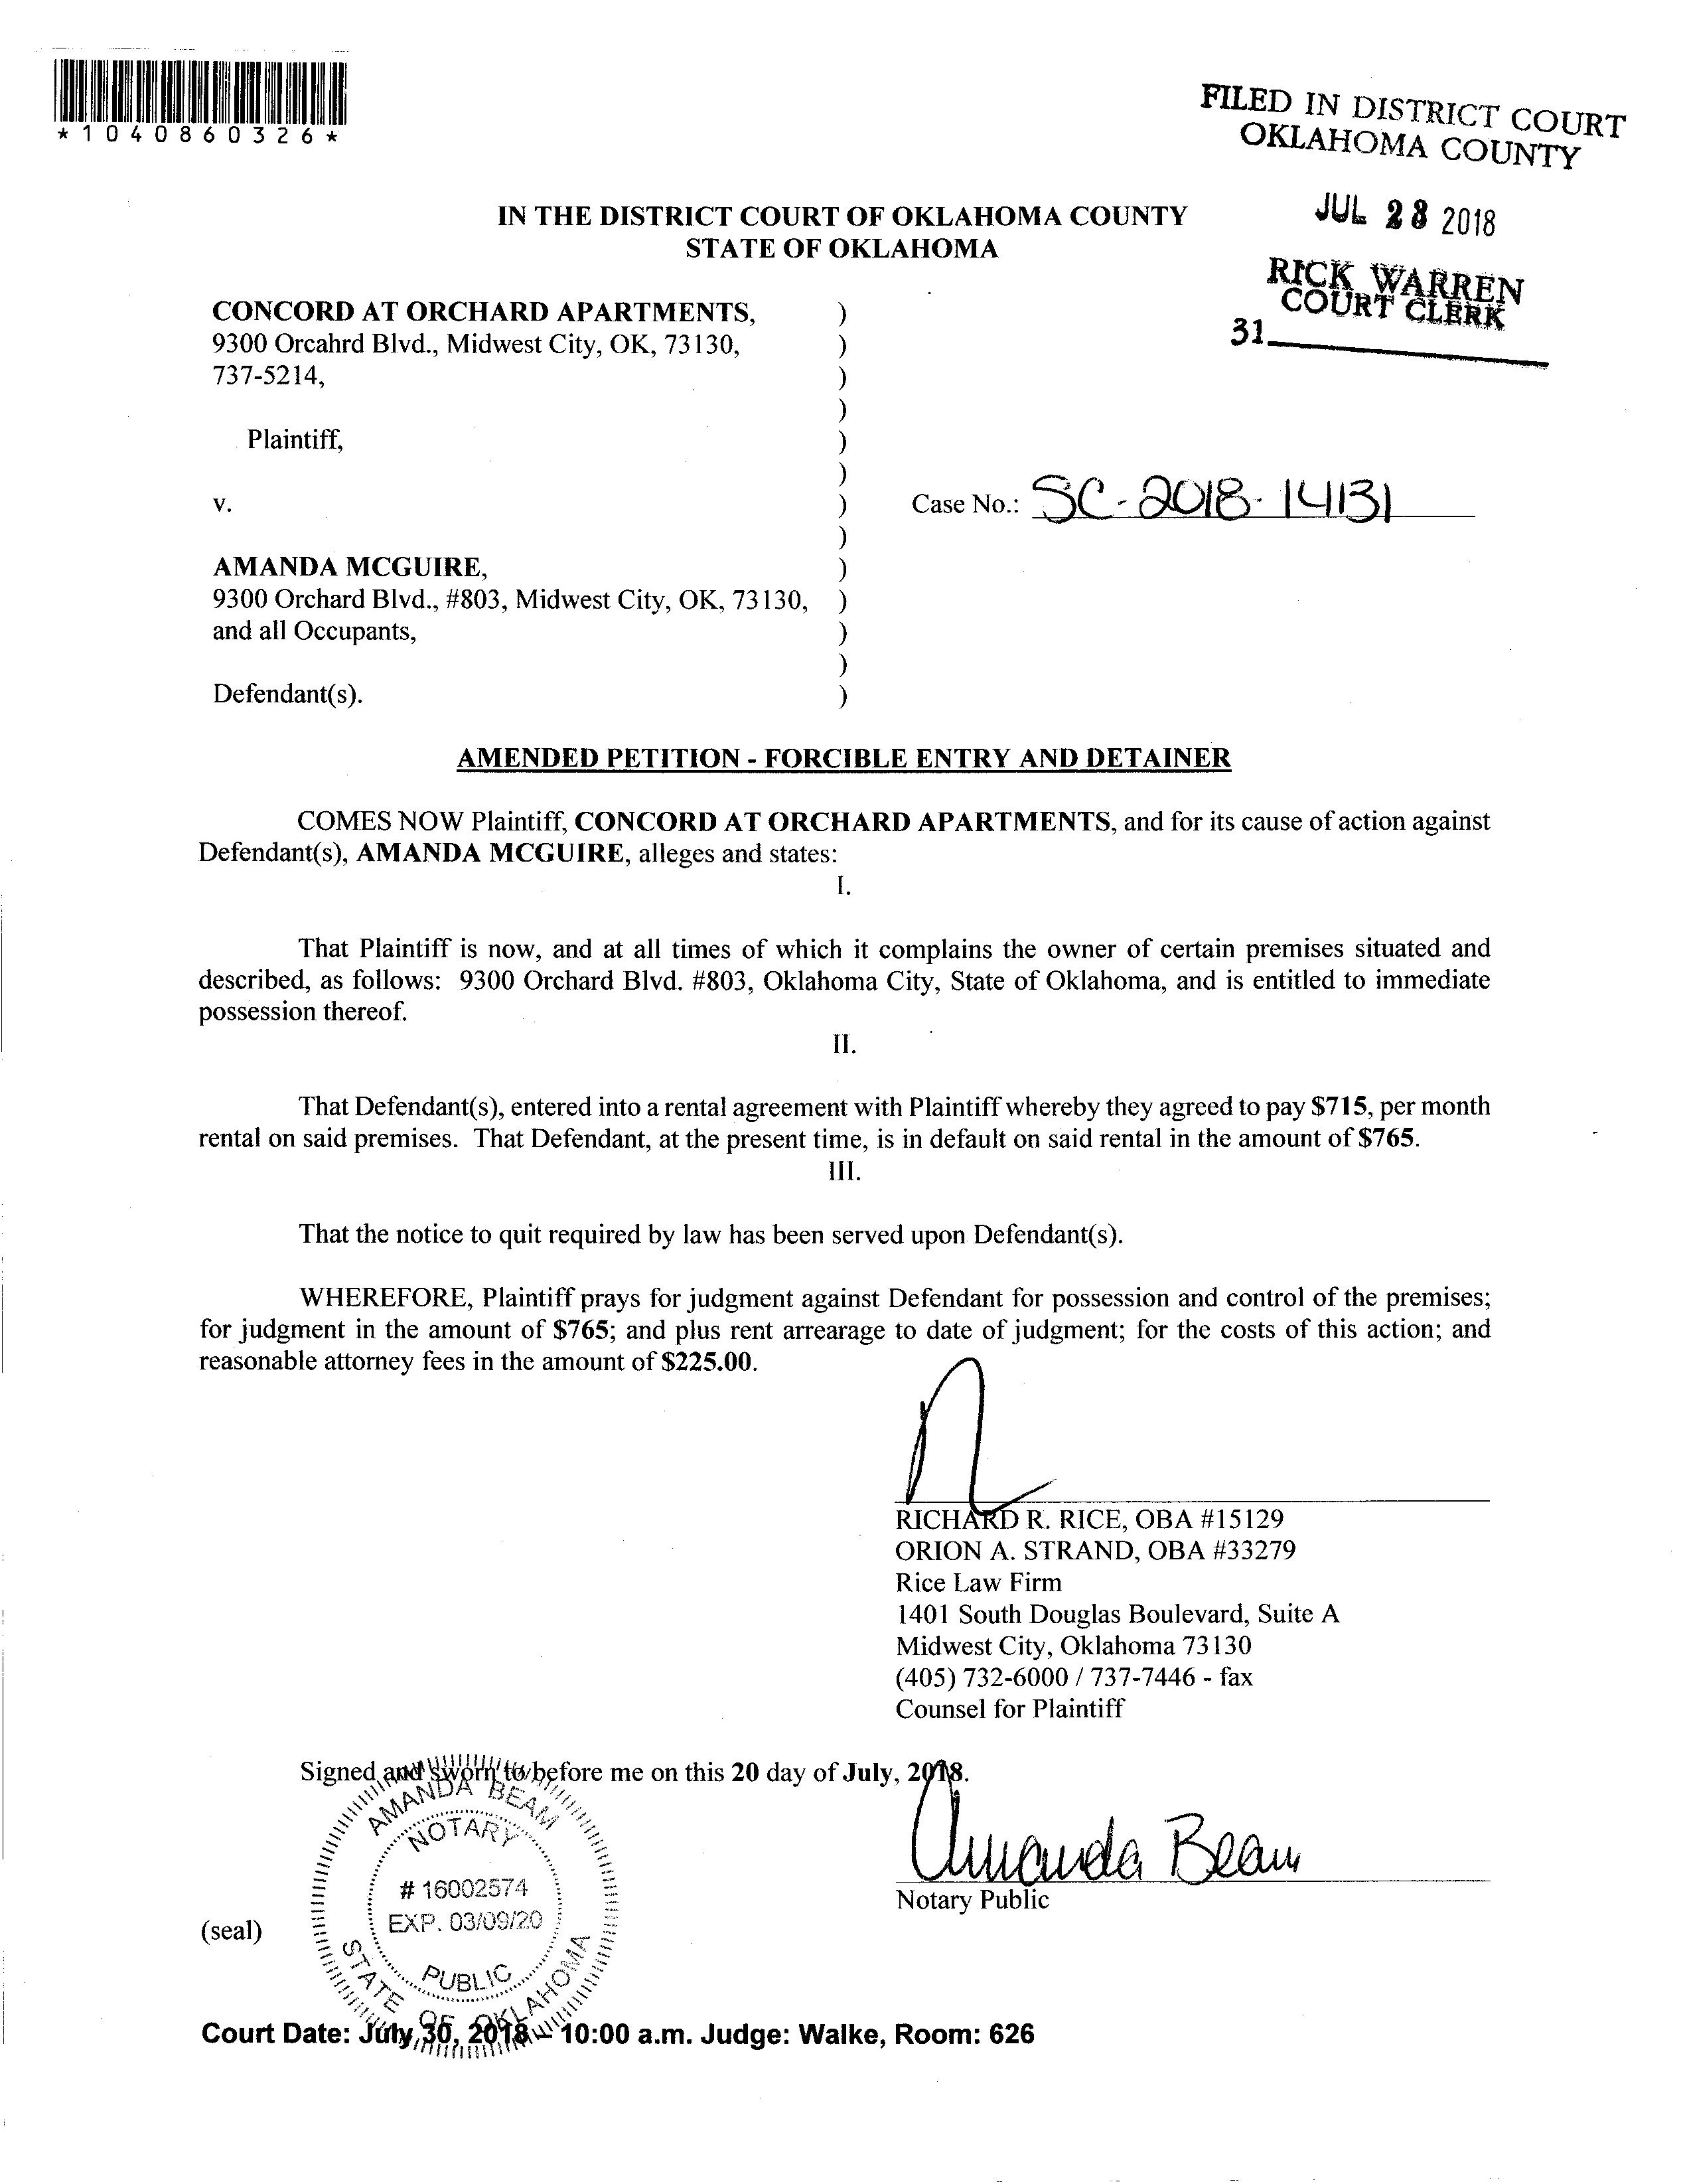 *1040860326*
FILED IN DISTRICT COURT
OKLAHOMA COUNTY
JUL 23 2018
RICK WARREN
COURT CLERK
31
IN THE DISTRICT COURT OF OKLAHOMA COUNTY
STATE OF OKLAHOMA
CONCORD AT ORCHARD APARTMENTS, )
9300 Orcahrd Blvd., Midwest City, OK, 73130, )
737-5214, )
)
Plaintiff, )
)
v. ) Case No.: SC-2018-14131
)
AMANDA MCGUIRE, )
9300 Orchard Blvd., #803, Midwest City, OK, 73130, )
and all Occupants, )
)
Defendant(s). )
AMENDED PETITION - FORCIBLE ENTRY AND DETAINER
COMES NOW Plaintiff, CONCORD AT ORCHARD APARTMENTS, and for its cause of action against
Defendant(s), AMANDA MCGUIRE, alleges and states:
I.
That Plaintiff is now, and at all times of which it complains the owner of certain premises situated and
described, as follows: 9300 Orchard Blvd. #803, Oklahoma City, State of Oklahoma, and is entitled to immediate
possession thereof.
II.
That Defendant(s), entered into a rental agreement with Plaintiff whereby they agreed to pay $715, per month
rental on said premises. That Defendant, at the present time, is in default on said rental in the amount of $765.
III.
That the notice to quit required by law has been served upon Defendant(s).
WHEREFORE, Plaintiff prays for judgment against Defendant for possession and control of the premises;
for judgment in the amount of $765; and plus rent arrearage to date of judgment; for the costs of this action; and
reasonable attorney fees in the amount of $225.00.
RICHARD R. RICE, OBA #15129
ORION A. STRAND, OBA #33279
Rice Law Firm
1401 South Douglas Boulevard, Suite A
Midwest City, Oklahoma 73130
(405) 732-6000 / 737-7446 - fax
Counsel for Plaintiff
Signed and sworn to before me on this 20 day of July, 2018.
Amanda Beam
Notary Public
(seal)
AMANDA BEAM
NOTARY
# 16002574
EXP. 03/09/20
PUBLIC
STATE OF OKLAHOMA
Court Date: July 30, 2018 – 10:00 a.m. Judge: Walke, Room: 626